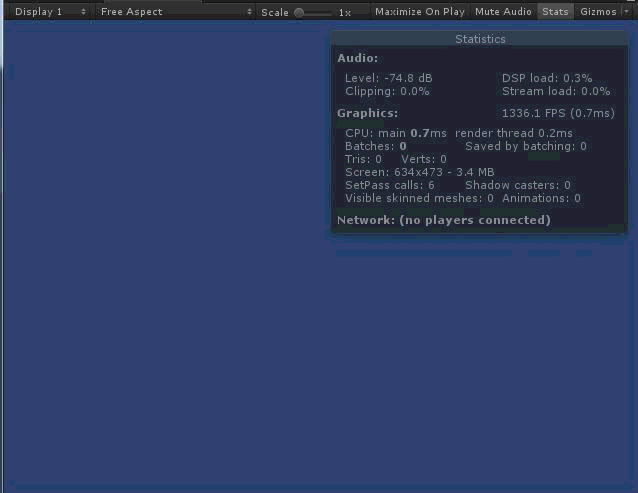 Display 1 Free Aspect Scale 1x Maximize On Play Mute Audio Stats Gizmos
Statistics
Audio:
Level: -74.8 dB DSP load: 0.3%
Clipping: 0.0% Stream load: 0.0%
Graphics: 1336.1 FPS (0.7ms)
CPU: main 0.7ms render thread 0.2ms
Batches: 0 Saved by batching: 0
Tris: 0 Verts: 0
Screen: 634x473 - 3.4 MB
SetPass calls: 6 Shadow casters: 0
Visible skinned meshes: 0 Animations: 0
Network: (no players connected)